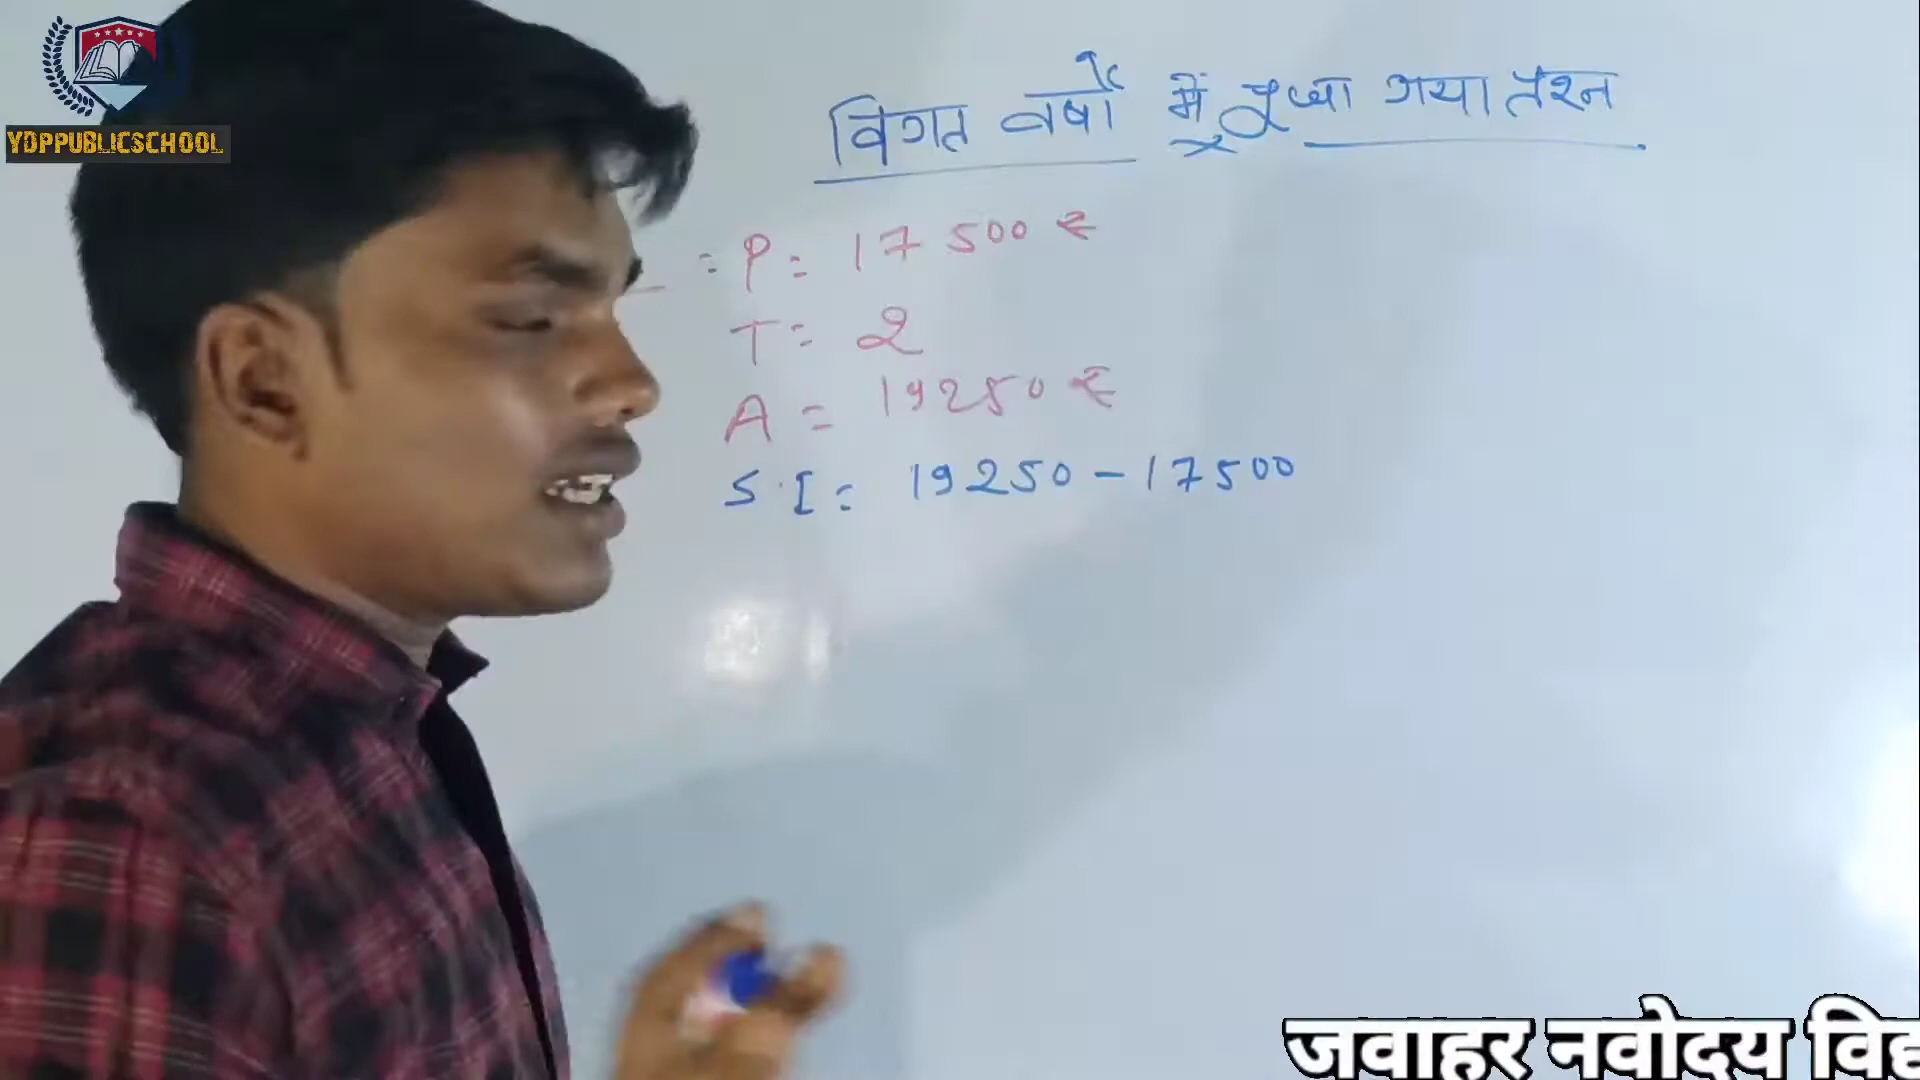 YDPPUBLICSCHOOL
विगत वर्षों में पूछा गया प्रश्न
= P = 17500 ₹
T = 2
A = 19250 ₹
S.I = 19250 - 17500
जवाहर नवोदय